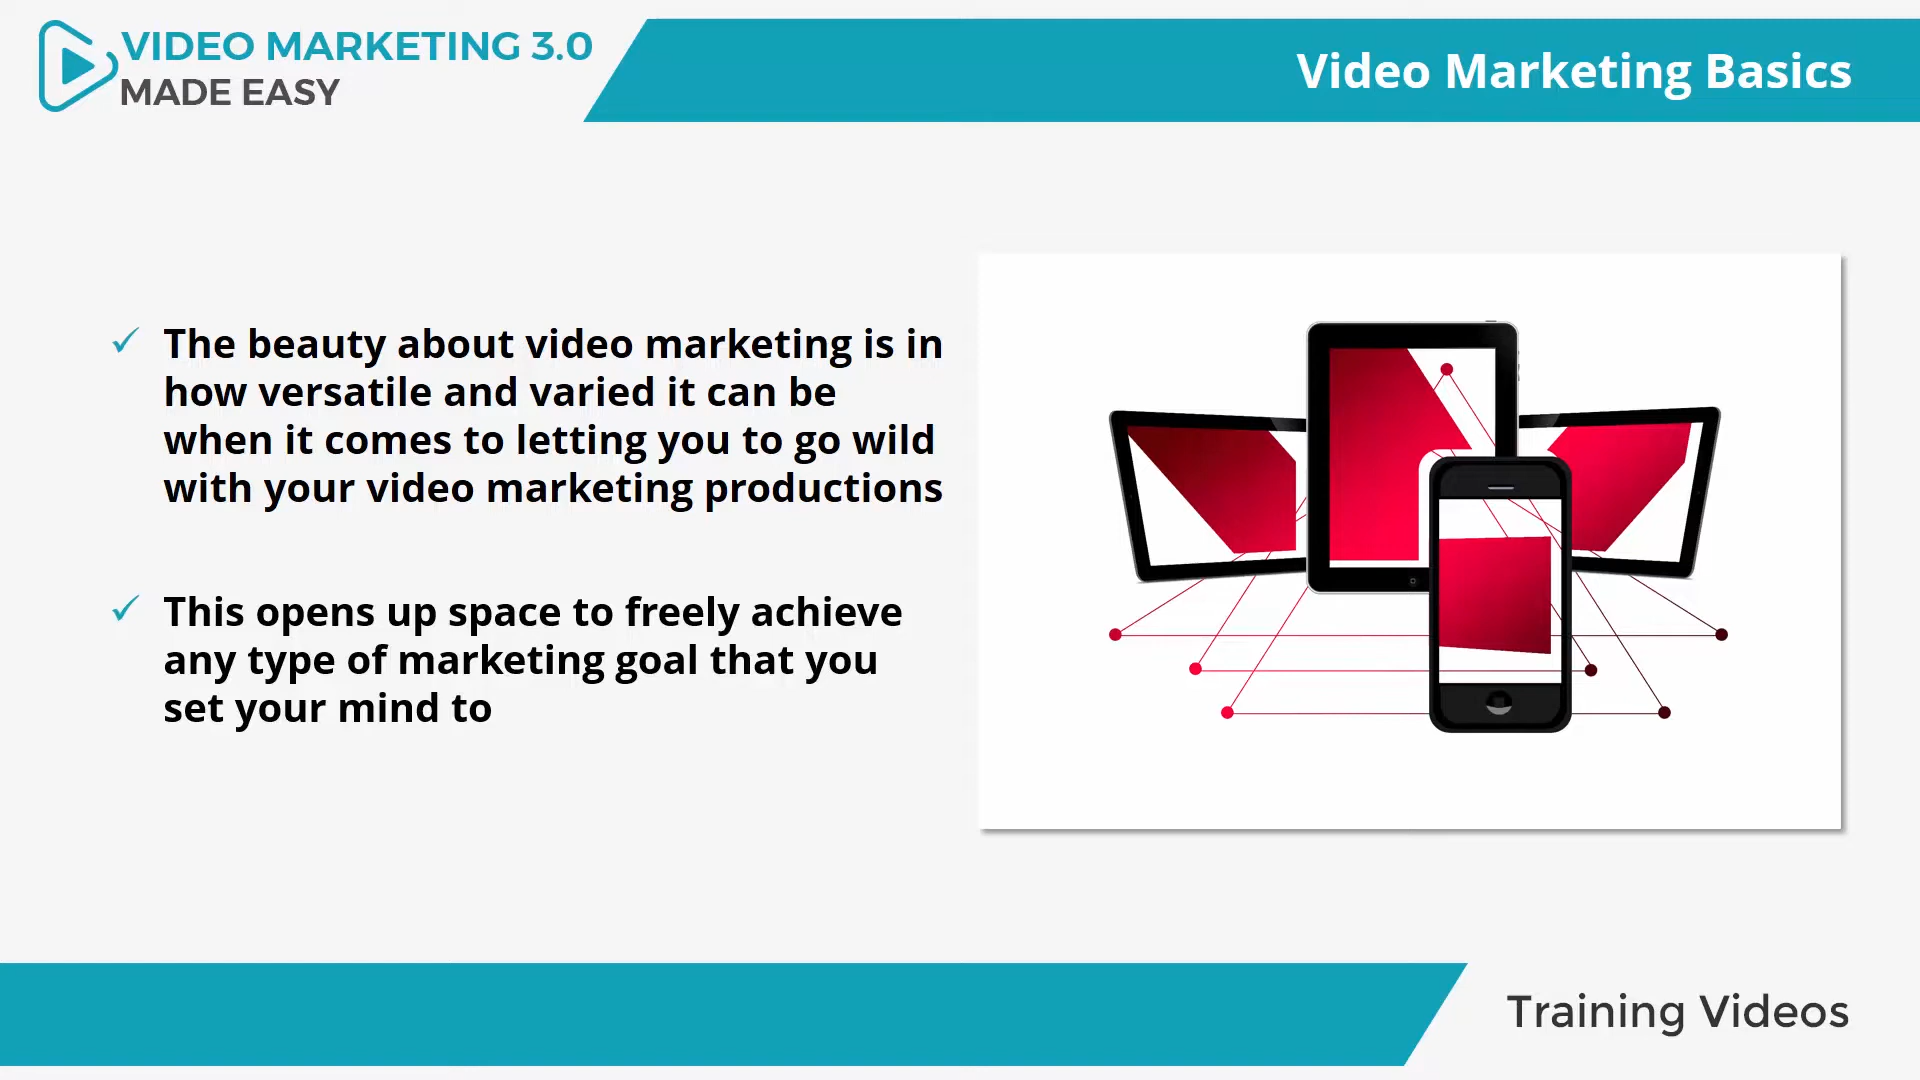 VIDEO MARKETING 3.0
MADE EASY
Video Marketing Basics
The beauty about video marketing is in
how versatile and varied it can be
when it comes to letting you to go wild
with your video marketing productions
This opens up space to freely achieve
any type of marketing goal that you
set your mind to
Training Videos